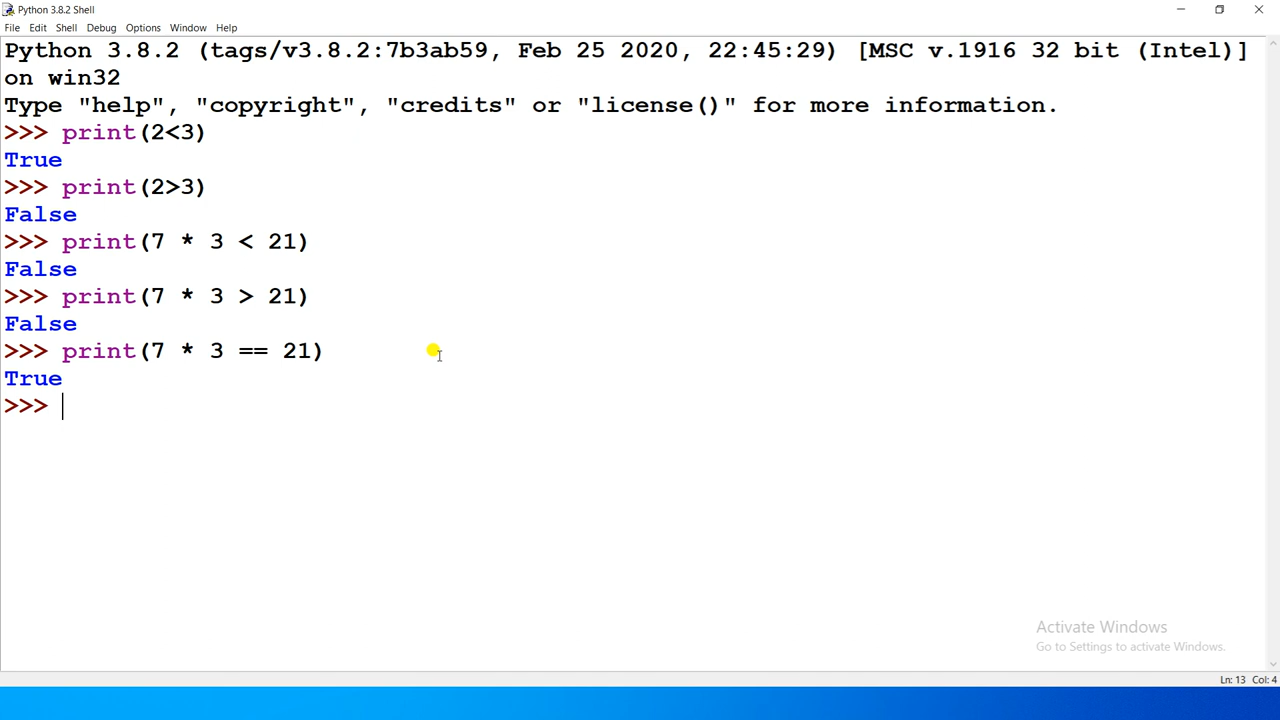 Python 3.8.2 Shell
File Edit Shell Debug Options Window Help
Python 3.8.2 (tags/v3.8.2:7b3ab59, Feb 25 2020, 22:45:29) [MSC v.1916 32 bit (Intel)]
on win32
Type "help", "copyright", "credits" or "license()" for more information.
>>> print(2<3)
True
>>> print(2>3)
False
>>> print(7 * 3 < 21)
False
>>> print(7 * 3 > 21)
False
>>> print(7 * 3 == 21)
True
>>>
Activate Windows
Go to Settings to activate Windows.
Ln: 13 Col: 4